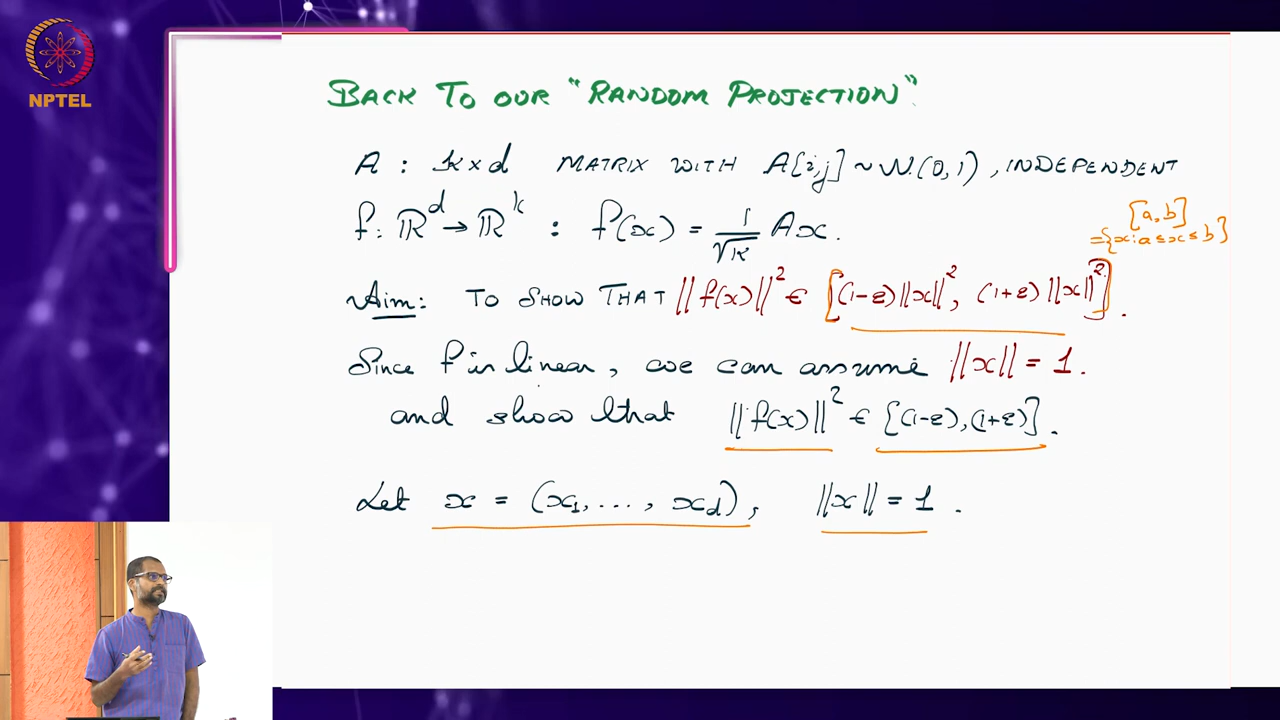 NPTEL
BACK TO OUR "RANDOM PROJECTION"
A : k×d MATRIX WITH A[i,j] ~ N(0,1), INDEPENDENT
f: ℝ^d → ℝ^k : f(x) = 1/√k Ax.
[a,b]
={x: a≤x≤b}
Aim: TO SHOW THAT ||f(x)||² ∈ [(1-ε)||x||², (1+ε)||x||²].
Since f is linear, we can assume ||x|| = 1.
and show that ||f(x)||² ∈ [(1-ε),(1+ε)].
Let x = (x₁,..., x_d), ||x|| = 1.